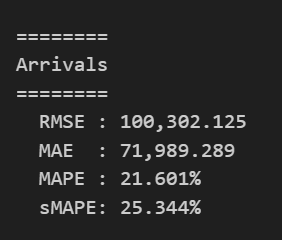 ========
Arrivals
========
RMSE : 100,302.125
MAE  : 71,989.289
MAPE : 21.601%
sMAPE: 25.344%